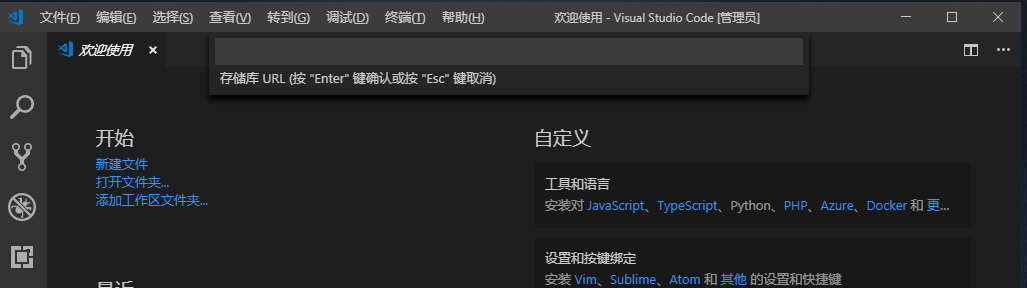 文件(F) 编辑(E) 选择(S) 查看(V) 转到(G) 调试(D) 终端(T) 帮助(H) 欢迎使用 - Visual Studio Code [管理员]
欢迎使用
存储库 URL (按 "Enter" 键确认或按 "Esc" 键取消)
开始
新建文件
打开文件夹...
添加工作区文件夹...
自定义
工具和语言
安装对 JavaScript、TypeScript、Python、PHP、Azure、Docker 和 更...
设置和按键绑定
安装 Vim、Sublime、Atom 和 其他 的设置和快捷键